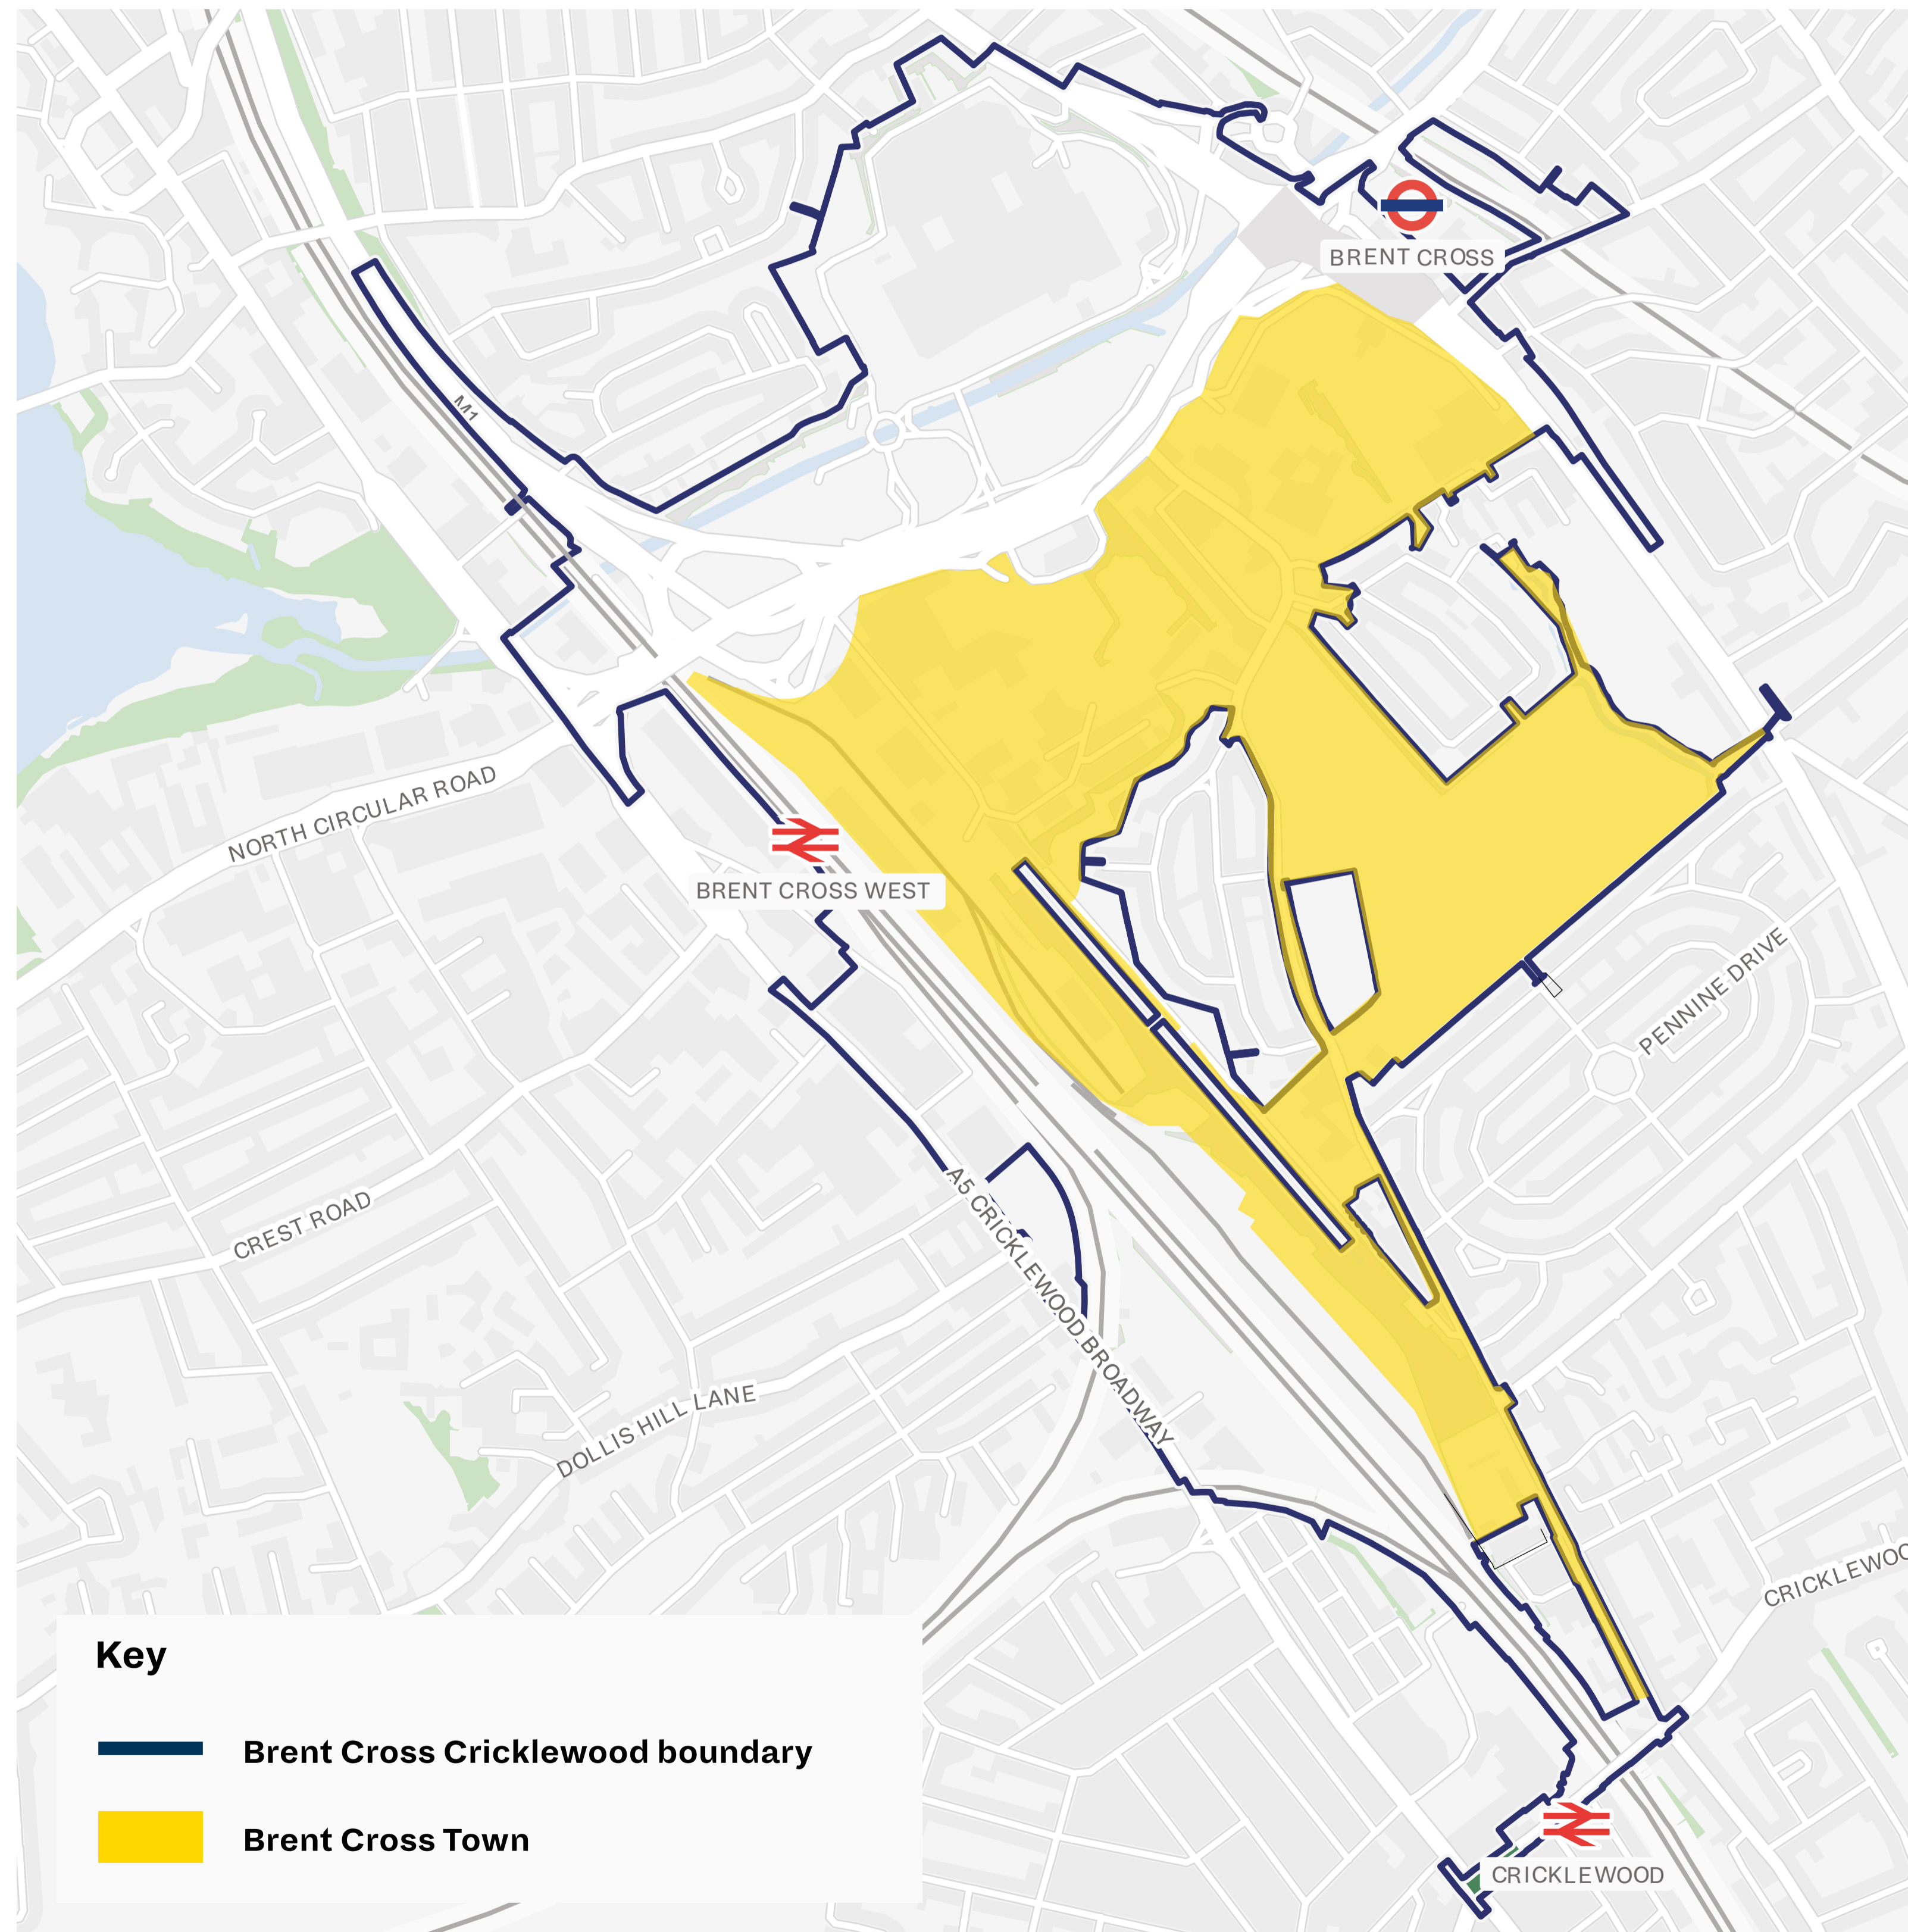 BRENT CROSS
M1
NORTH CIRCULAR ROAD
BRENT CROSS WEST
PENNINE DRIVE
A5 CRICKLEWOOD BROADWAY
CREST ROAD
DOLLIS HILL LANE
CRICKLEWOO
Key
Brent Cross Cricklewood boundary
Brent Cross Town
CRICKLEWOOD